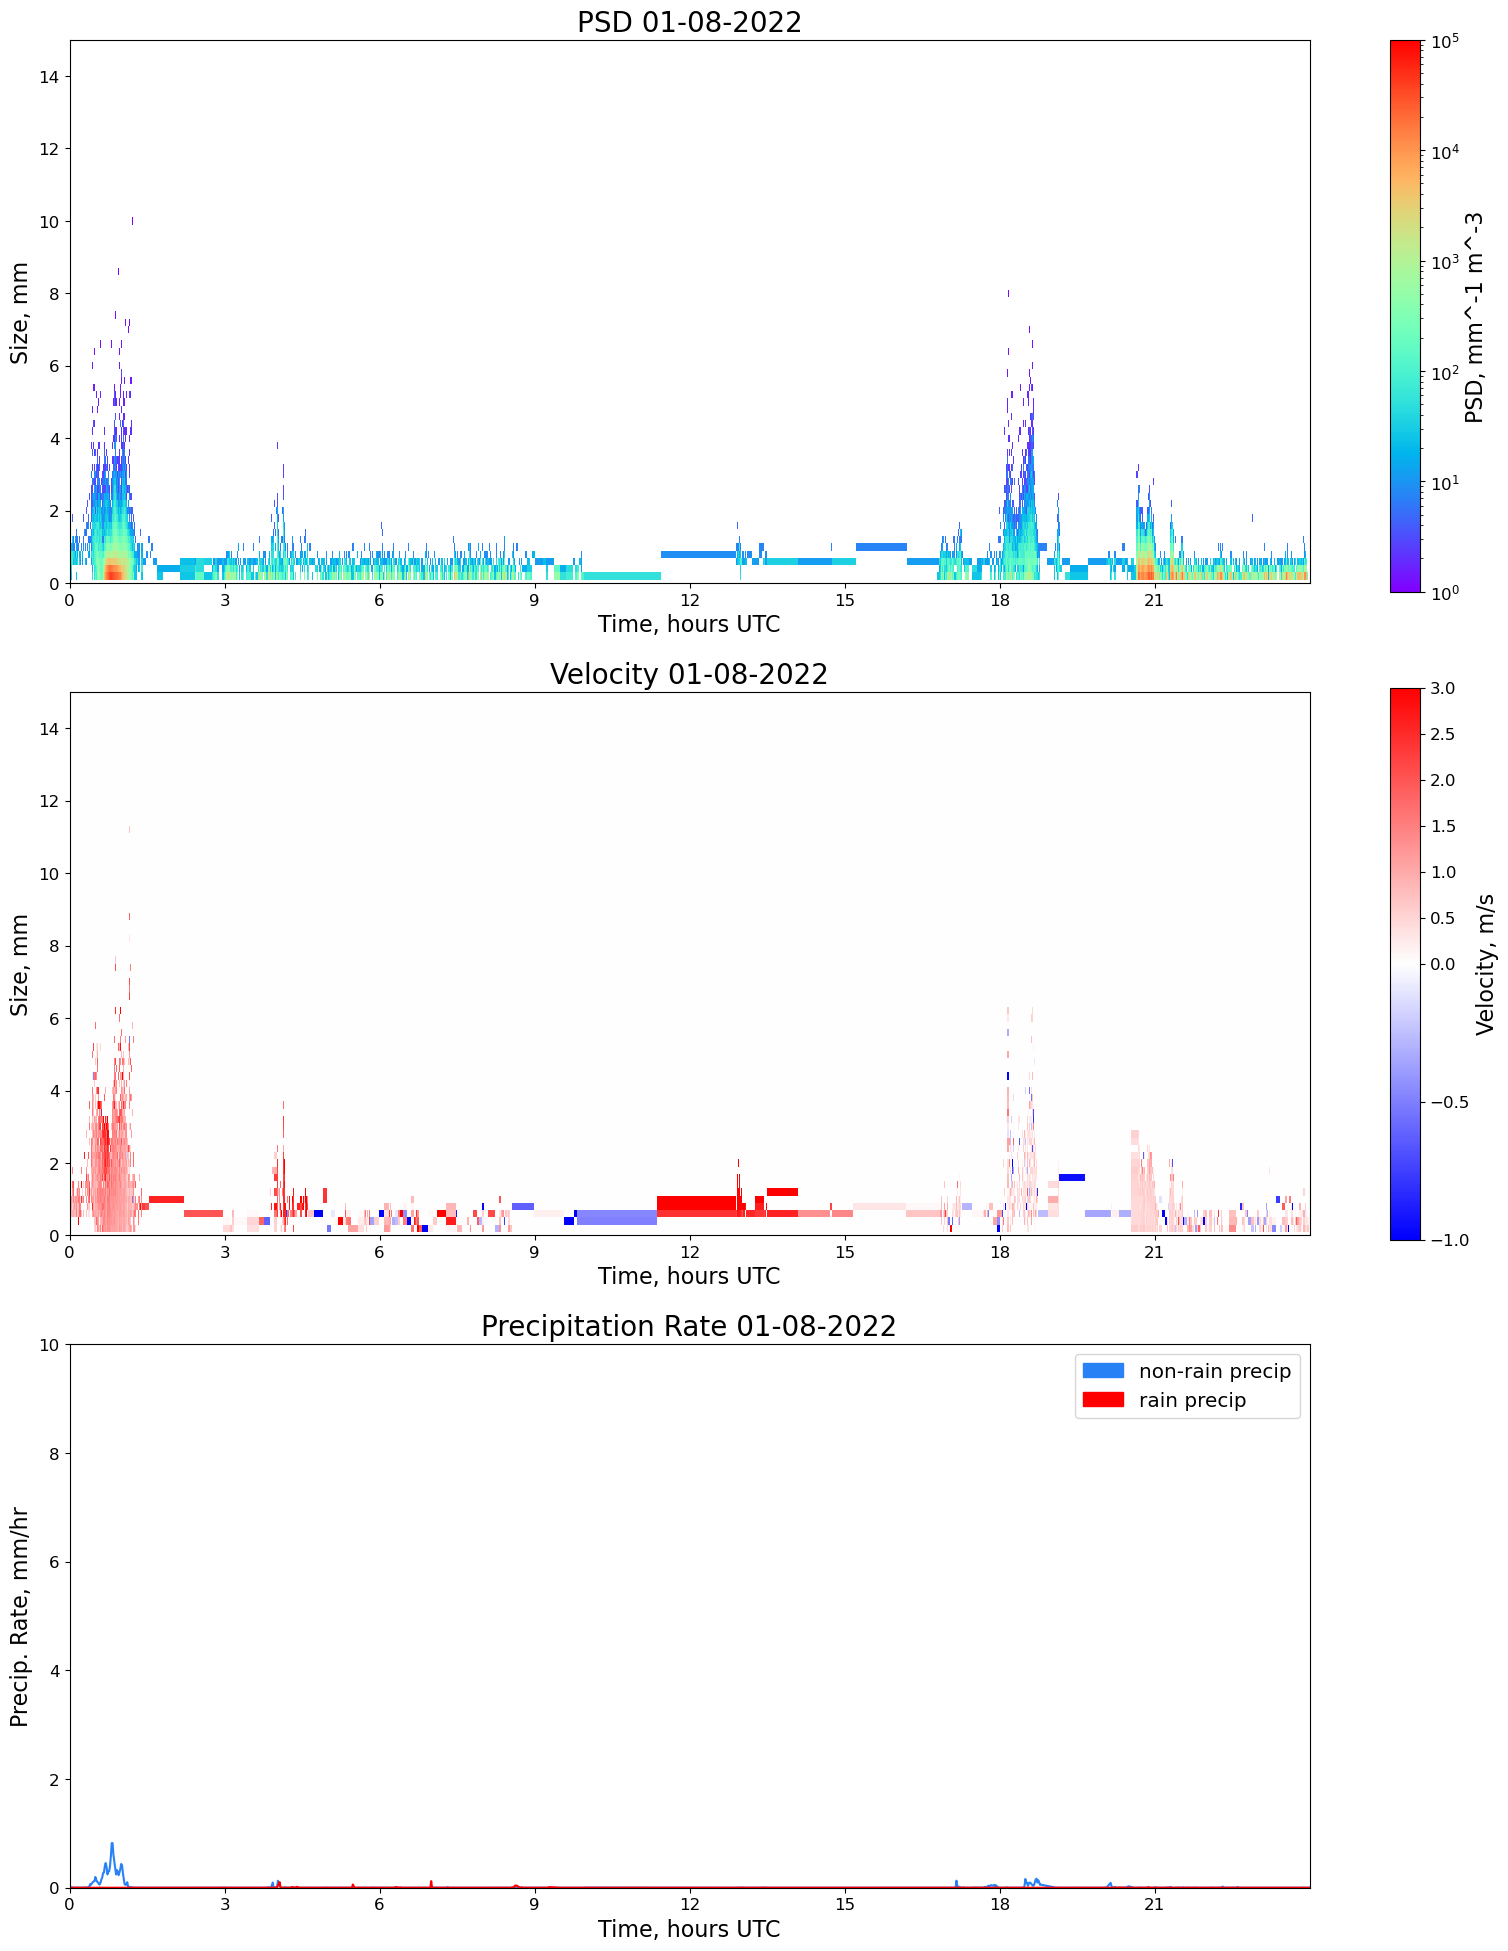 PSD 01-08-2022
14
12
10
8
6
4
2
0
Size, mm
0 3 6 9 12 15 18 21
Time, hours UTC
10^5
10^4
10^3
10^2
10^1
10^0
PSD, mm^-1 m^-3
Velocity 01-08-2022
14
12
10
8
6
4
2
0
Size, mm
0 3 6 9 12 15 18 21
Time, hours UTC
3.0
2.5
2.0
1.5
1.0
0.5
0.0
−0.5
−1.0
Velocity, m/s
Precipitation Rate 01-08-2022
10
8
6
4
2
0
Precip. Rate, mm/hr
non-rain precip
rain precip
0 3 6 9 12 15 18 21
Time, hours UTC